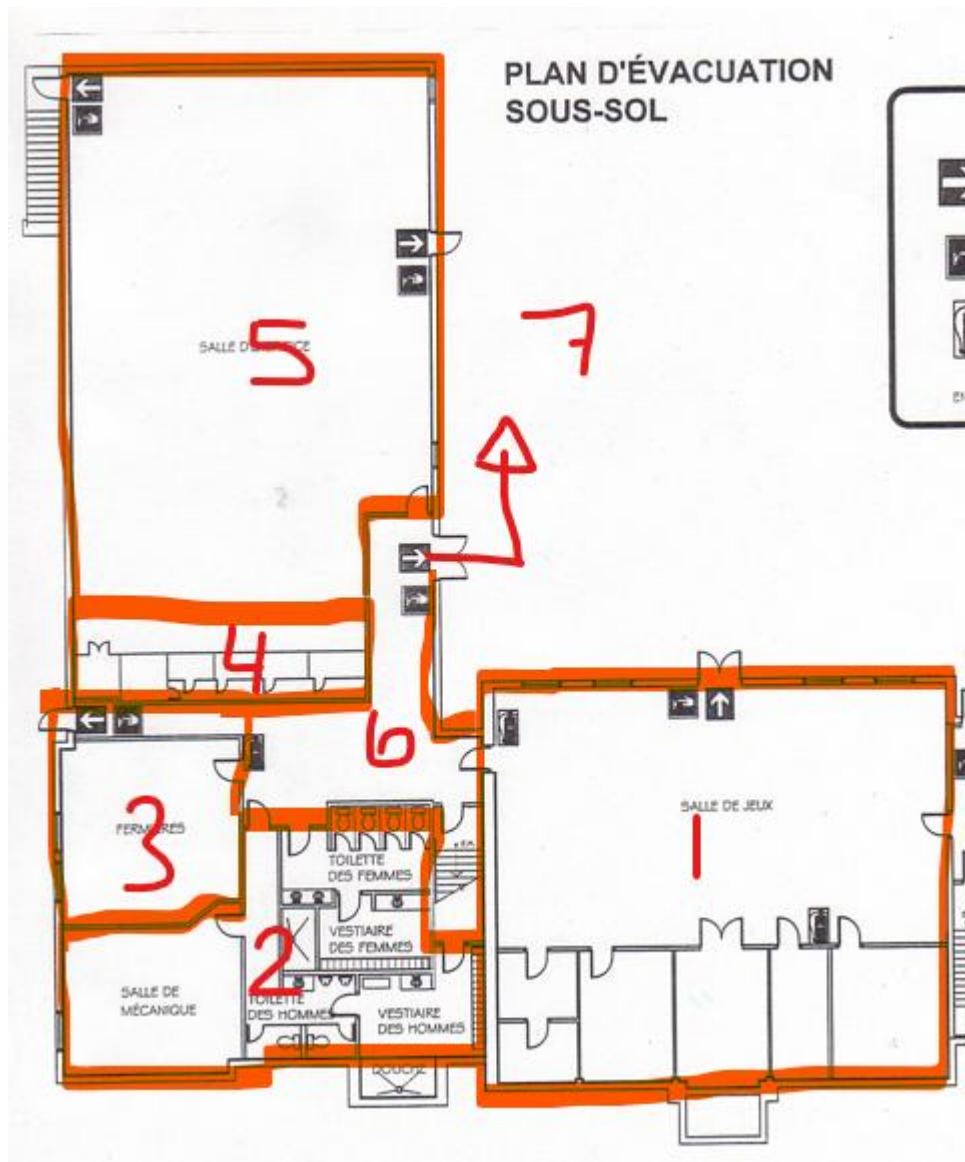 PLAN D'ÉVACUATION
SOUS-SOL
5
SALLE
7
4
6
SALLE DE JEUX
1
3
TOILETTE
DES FEMMES
VESTIAIRE
DES FEMMES
2
SALLE DE
MÉCANIQUE
TOILETTE
DES HOMMES
VESTIAIRE
DES HOMMES
DOUCHE